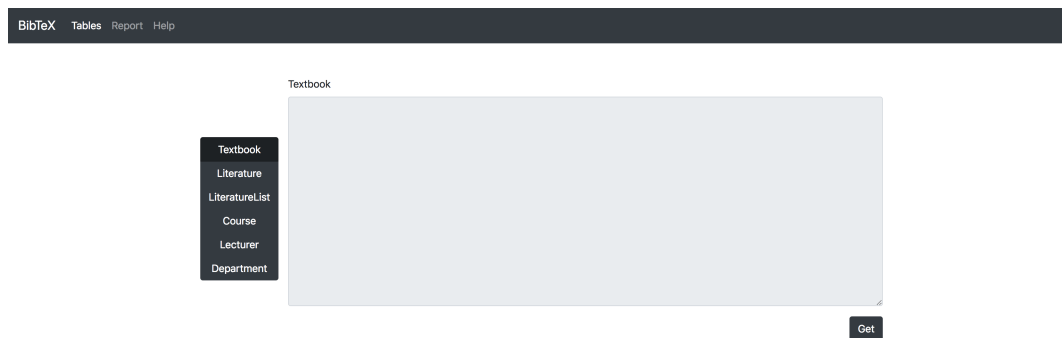 BibTeX Tables Report Help
Textbook
Textbook
Literature
LiteratureList
Course
Lecturer
Department
Get